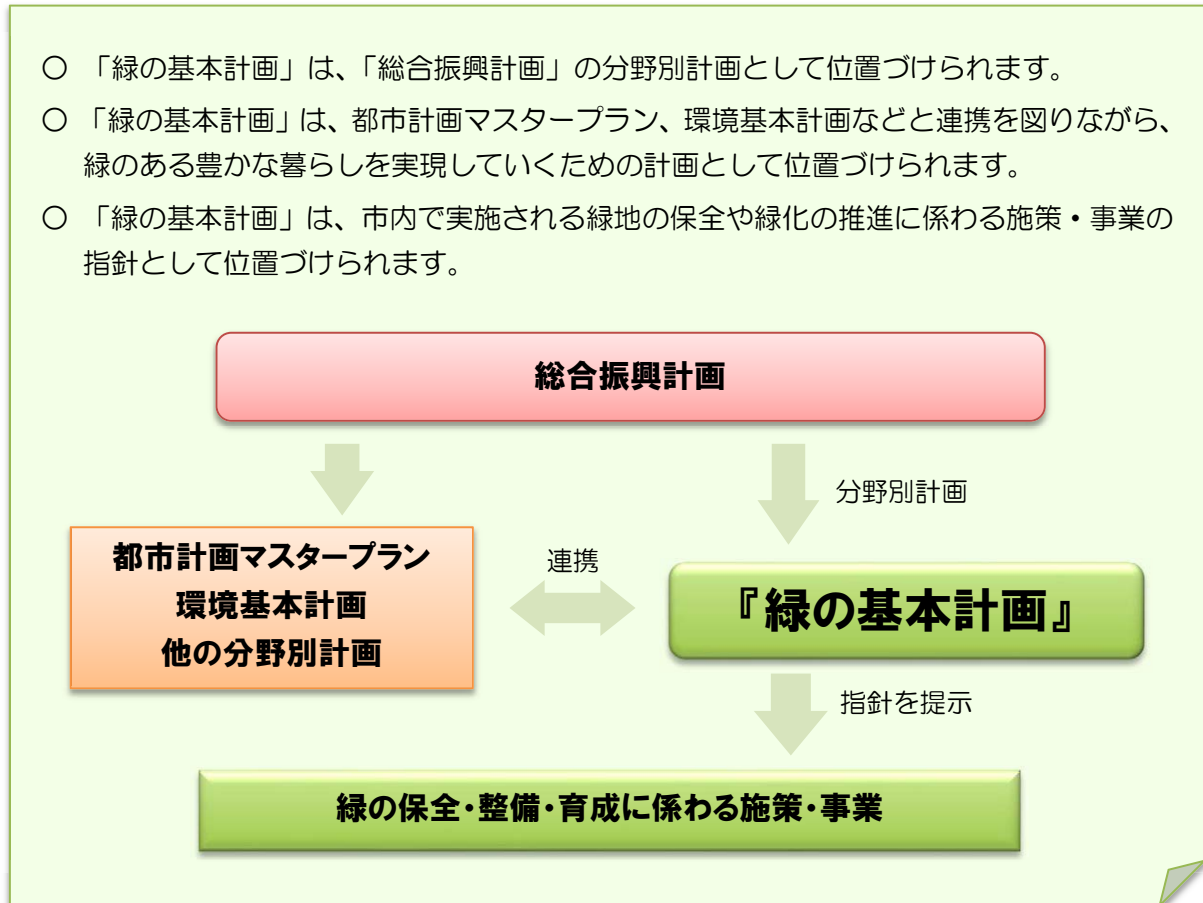 〇 「緑の基本計画」は、「総合振興計画」の分野別計画として位置づけられます。
〇 「緑の基本計画」は、都市計画マスタープラン、環境基本計画などと連携を図りながら、
緑のある豊かな暮らしを実現していくための計画として位置づけられます。
〇 「緑の基本計画」は、市内で実施される緑地の保全や緑化の推進に係わる施策・事業の
指針として位置づけられます。
総合振興計画
分野別計画
都市計画マスタープラン
環境基本計画
他の分野別計画
連携
『緑の基本計画』
指針を提示
緑の保全・整備・育成に係わる施策・事業